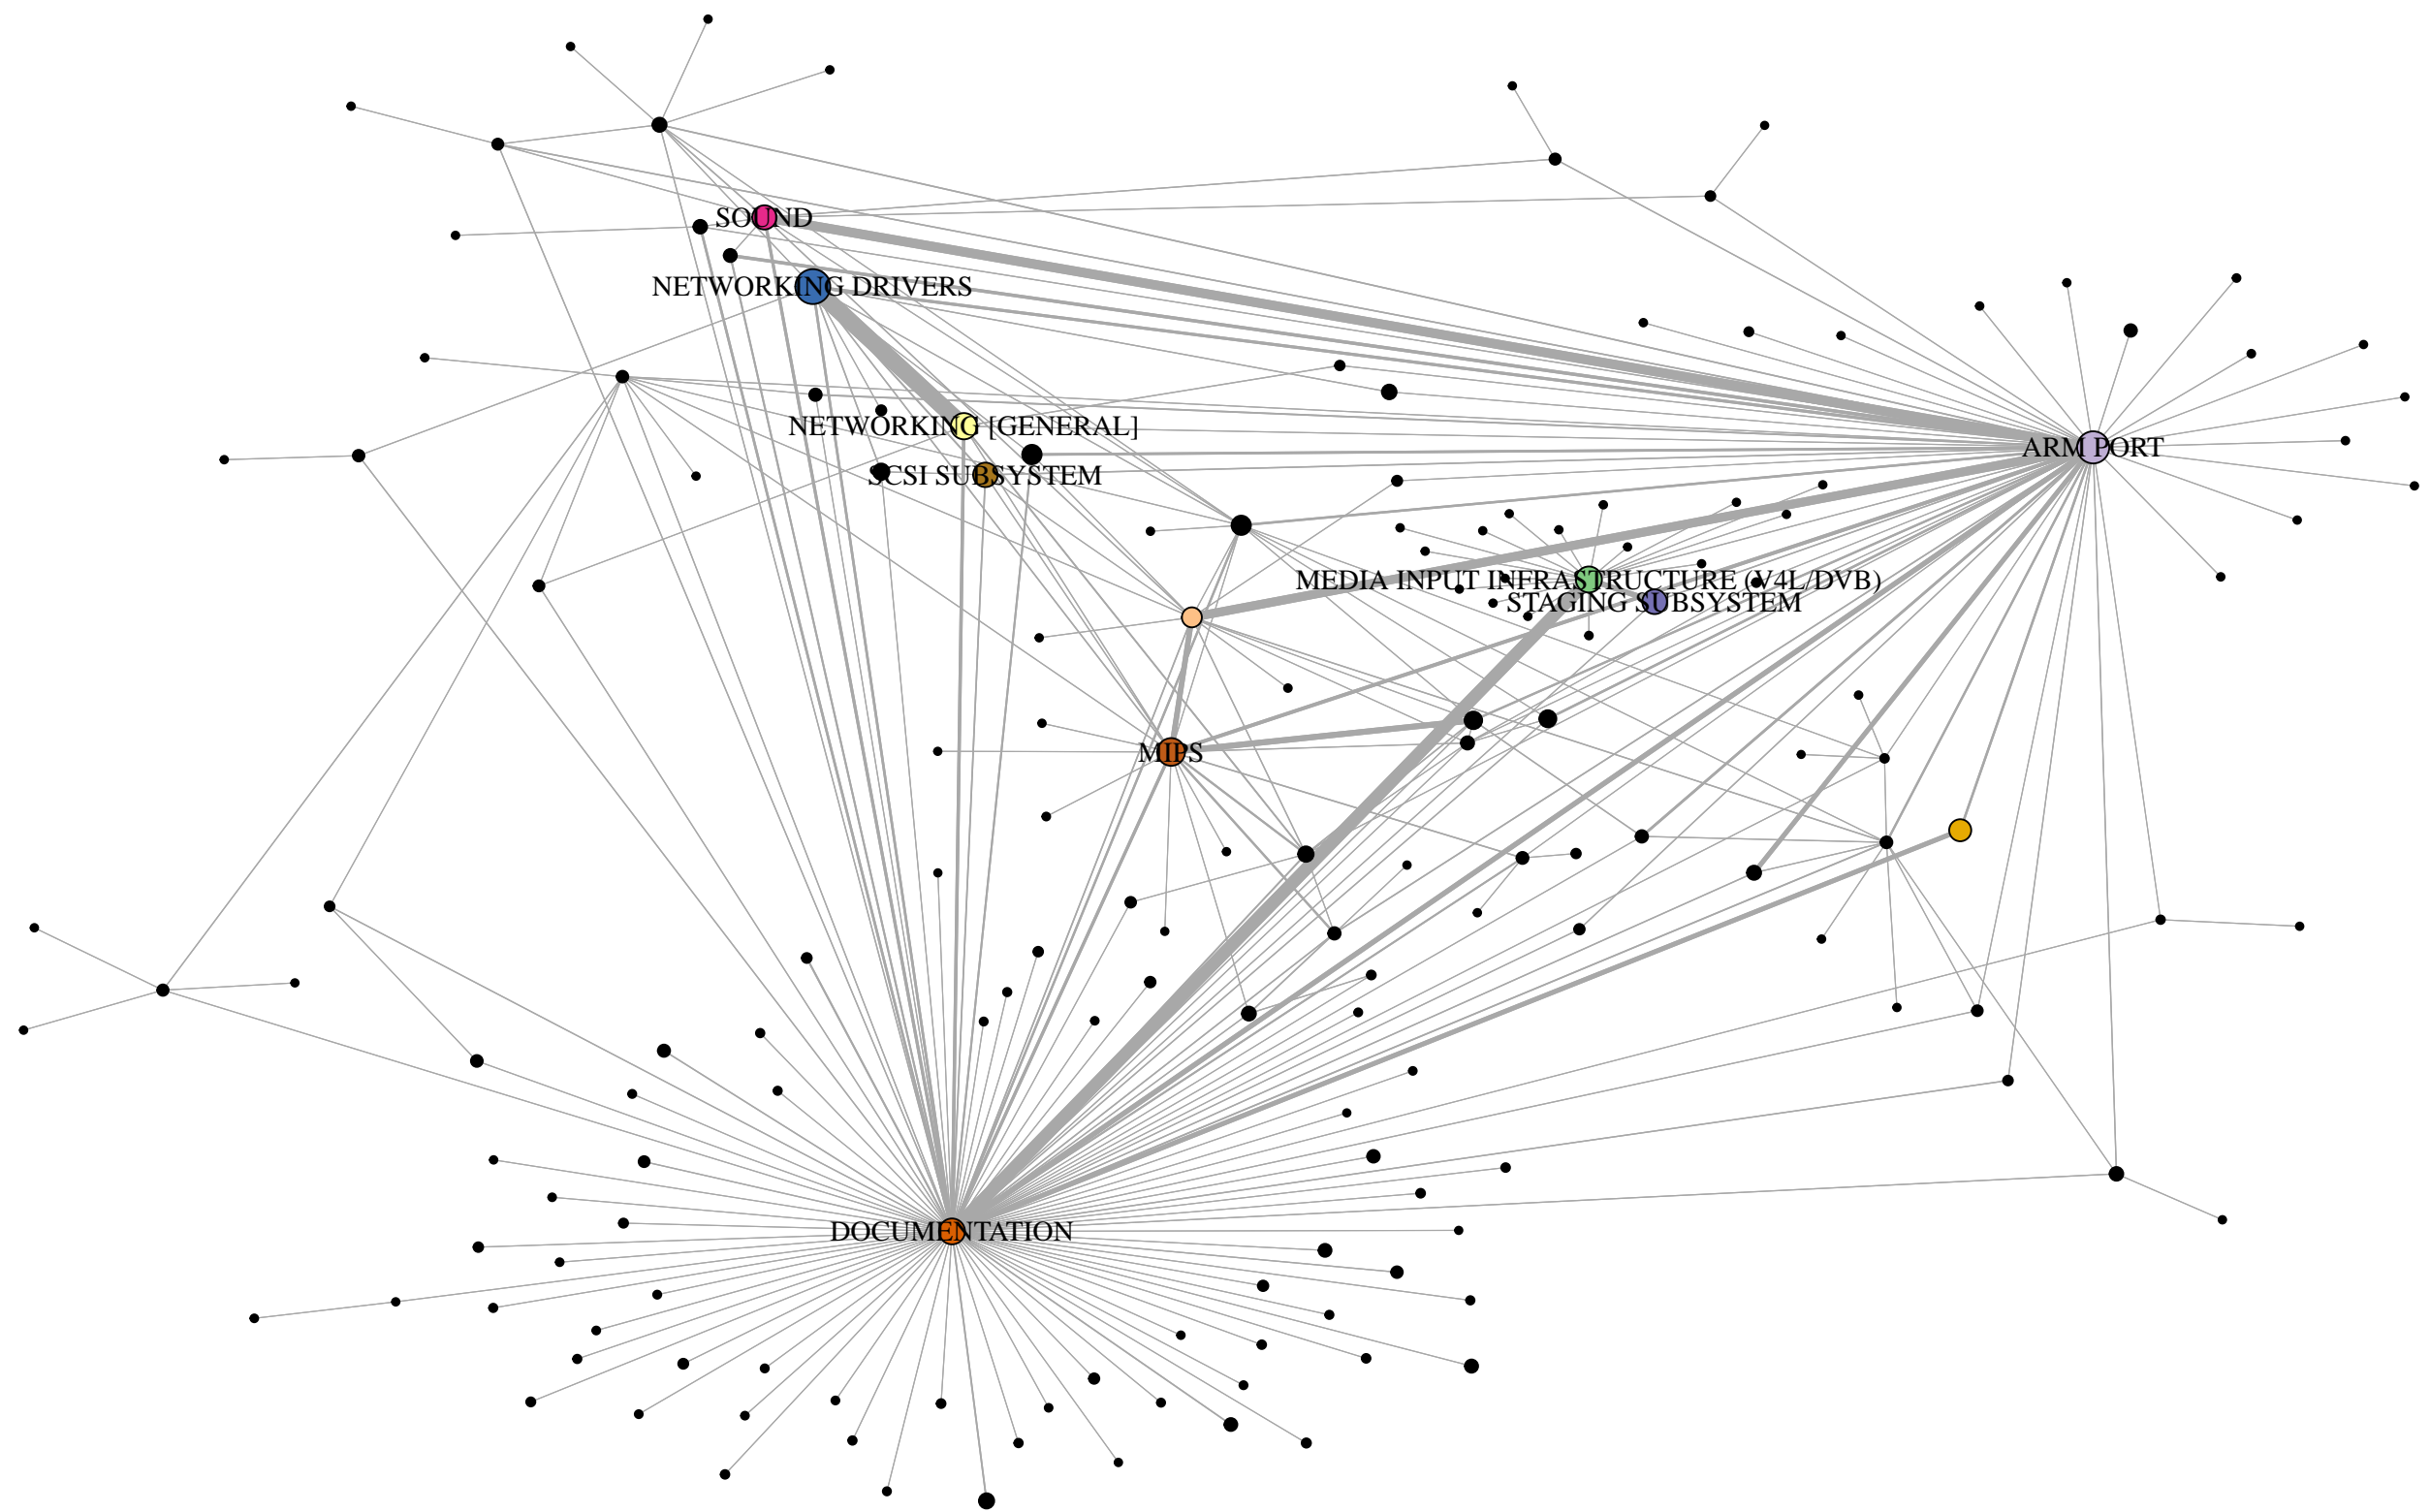 SOUND
NETWORKING DRIVERS
NETWORKING [GENERAL]
ARM PORT
SCSI SUBSYSTEM
MEDIA INPUT INFRASTRUCTURE (V4L/DVB)
STAGING SUBSYSTEM
MIPS
DOCUMENTATION